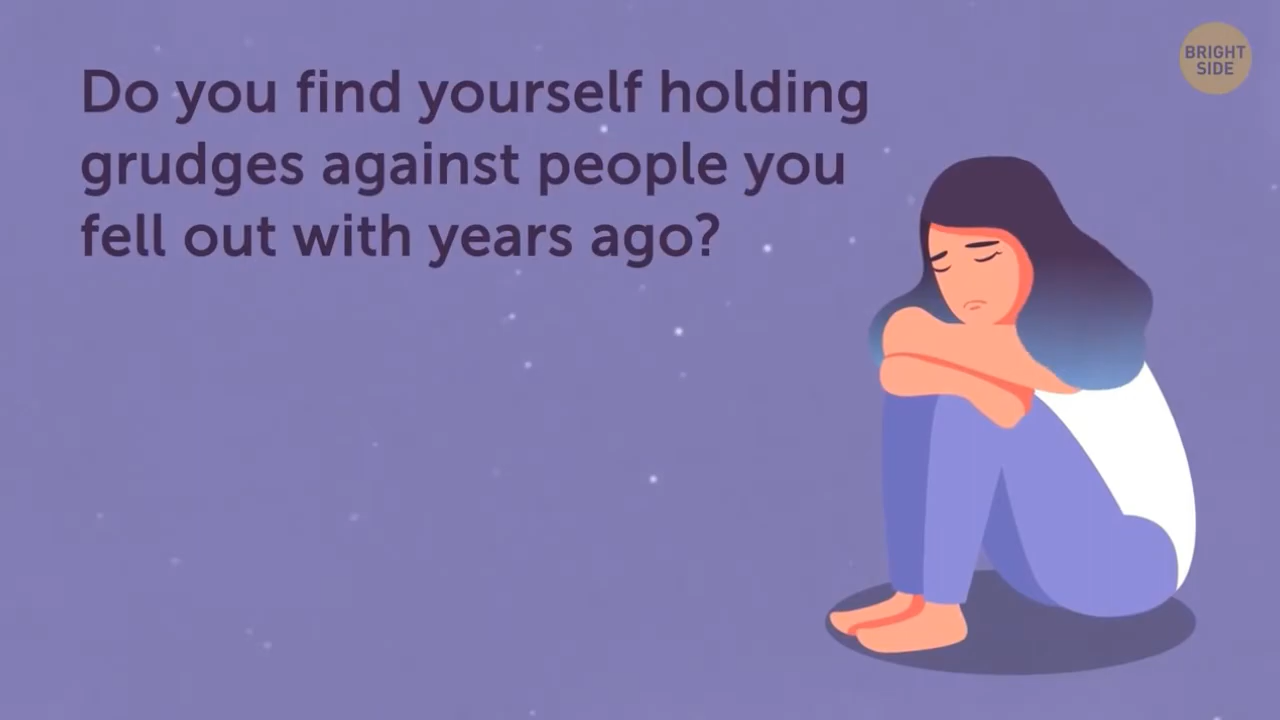 Do you find yourself holding
grudges against people you
fell out with years ago?
BRIGHT
SIDE